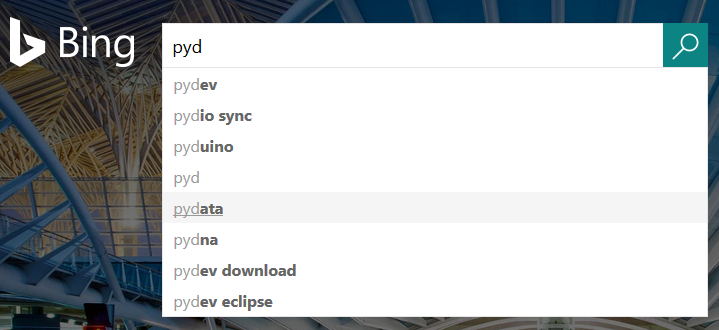 Bing
pyd
pydev
pydio sync
pyduino
pyd
pydata
pydna
pydev download
pydev eclipse